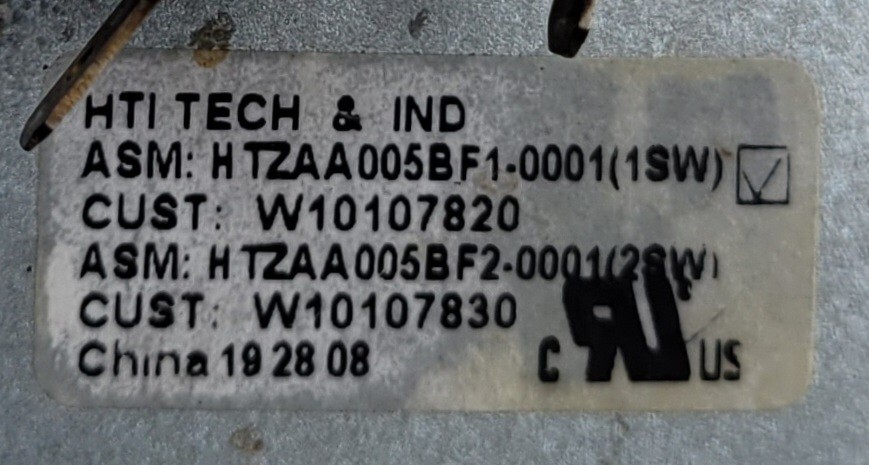 HTI TECH & IND
ASM: HTZAA005BF1-0001(1SW)
CUST: W10107820
ASM: HTZAA005BF2-0001(2SW)
CUST: W10107830
China 19 28 08
C RU US